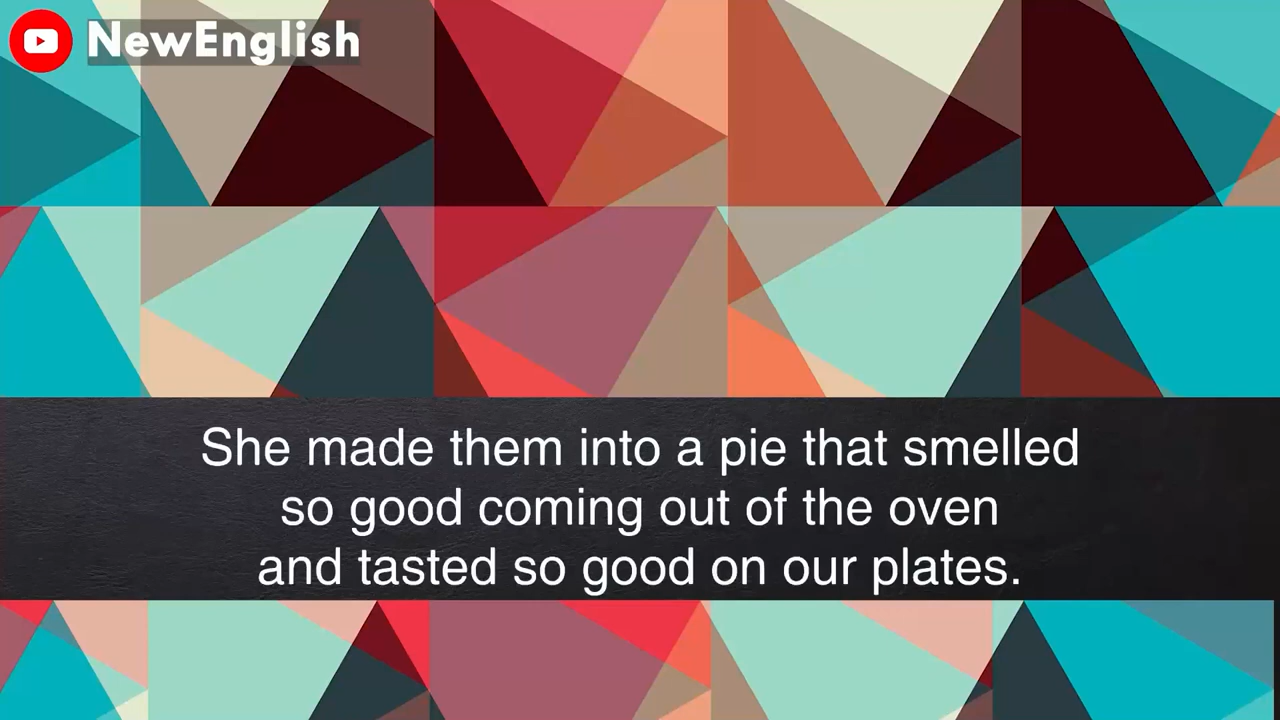 NewEnglish
She made them into a pie that smelled
so good coming out of the oven
and tasted so good on our plates.